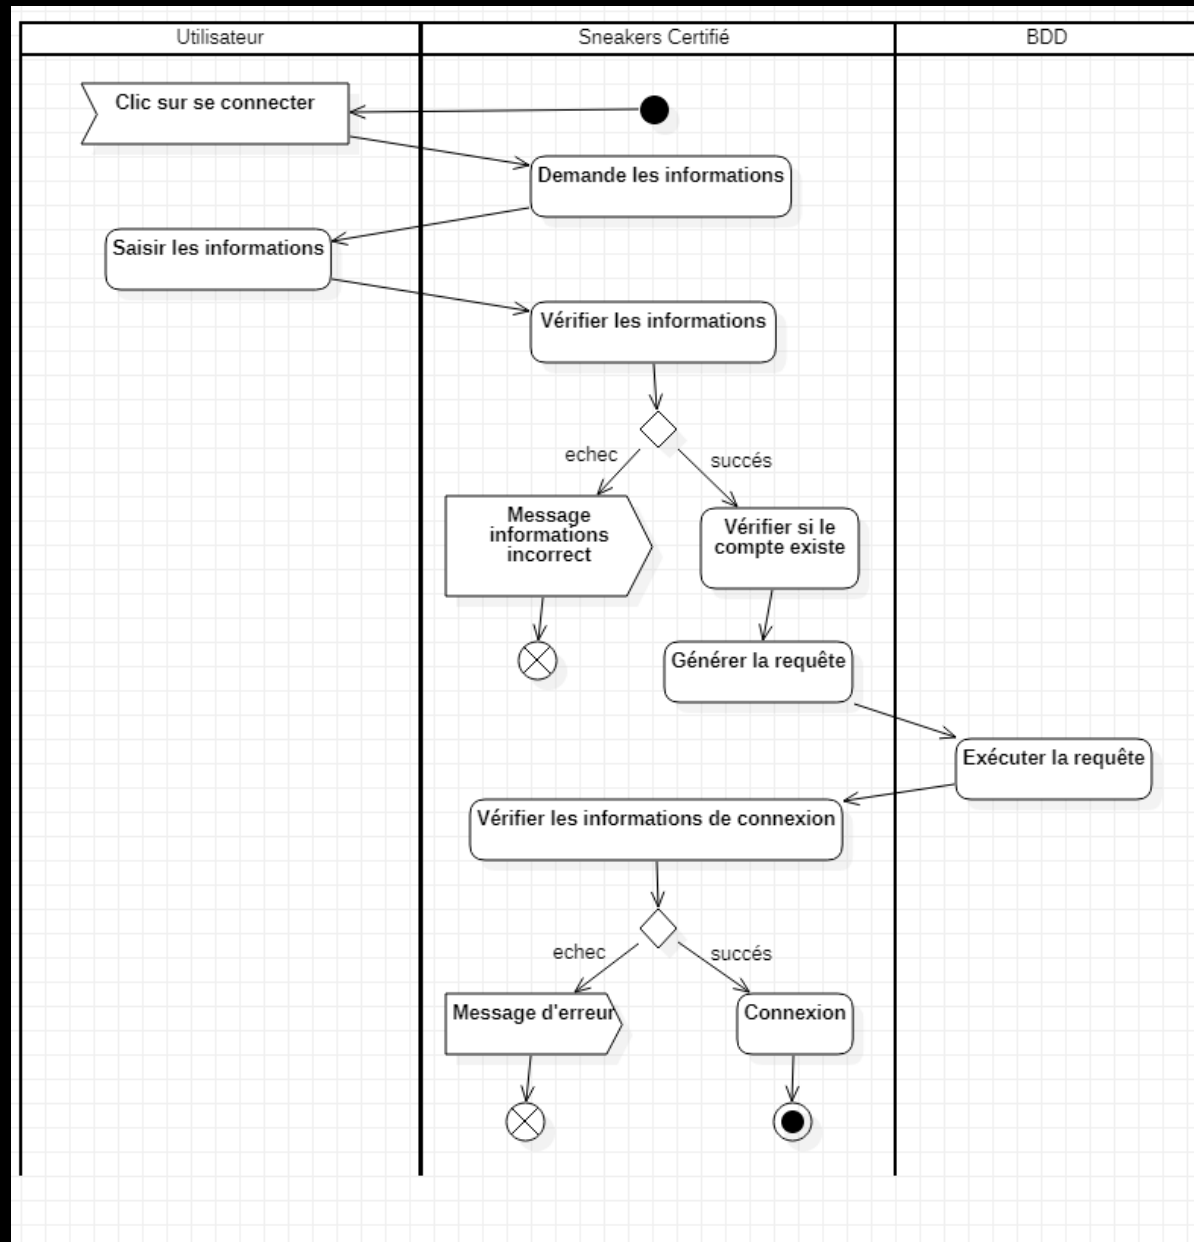 Utilisateur
Sneakers Certifié
BDD
Clic sur se connecter
Demande les informations
Saisir les informations
Vérifier les informations
echec
succés
Message
informations
incorrect
Vérifier si le
compte existe
Générer la requête
Exécuter la requête
Vérifier les informations de connexion
echec
succés
Message d'erreur
Connexion